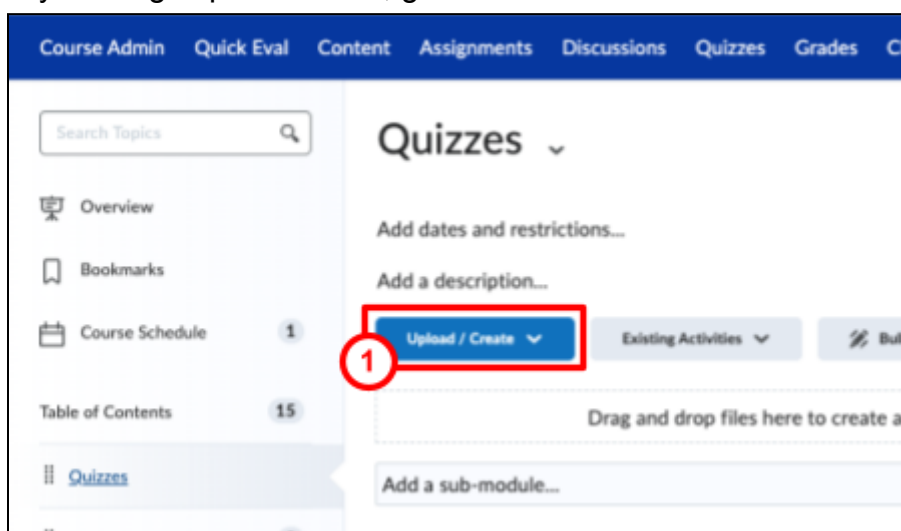 Course Admin Quick Eval Content Assignments Discussions Quizzes Grades
Search Topics
Quizzes
Overview
Add dates and restrictions...
Bookmarks
Add a description...
Course Schedule 1
1 Upload / Create Existing Activities
Table of Contents 15
Drag and drop files here to create a
Quizzes
Add a sub-module...